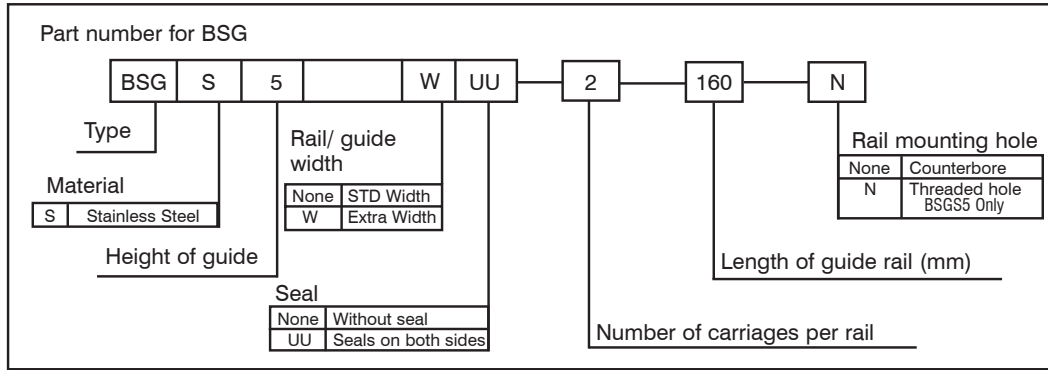 Part number for BSG
BSG S 5 W UU 2 160 N
Type
Material
S Stainless Steel
Height of guide
Rail/ guide
width
None STD Width
W Extra Width
Seal
None Without seal
UU Seals on both sides
Number of carriages per rail
Length of guide rail (mm)
Rail mounting hole
None Counterbore
N Threaded hole
BSGS5 Only